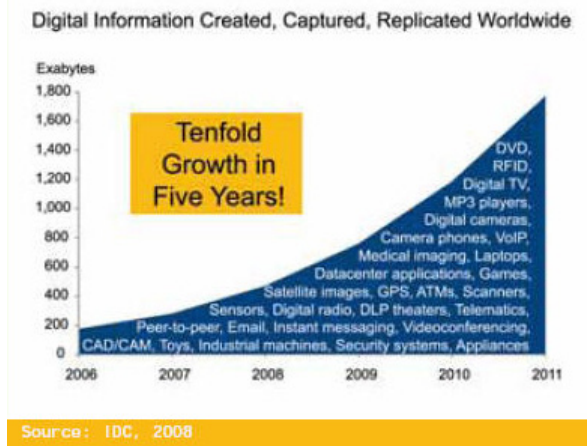 Digital Information Created, Captured, Replicated Worldwide
Exabytes
1,800
1,600
1,400
1,200
1,000
800
600
400
200
0
Tenfold
Growth in
Five Years!
DVD,
RFID,
Digital TV,
MP3 players,
Digital cameras,
Camera phones, VoIP,
Medical imaging, Laptops,
Datacenter applications, Games,
Satellite images, GPS, ATMs, Scanners,
Sensors, Digital radio, DLP theaters, Telematics,
Peer-to-peer, Email, Instant messaging, Videoconferencing,
CAD/CAM, Toys, Industrial machines, Security systems, Appliances
2006 2007 2008 2009 2010 2011
Source: IDC, 2008